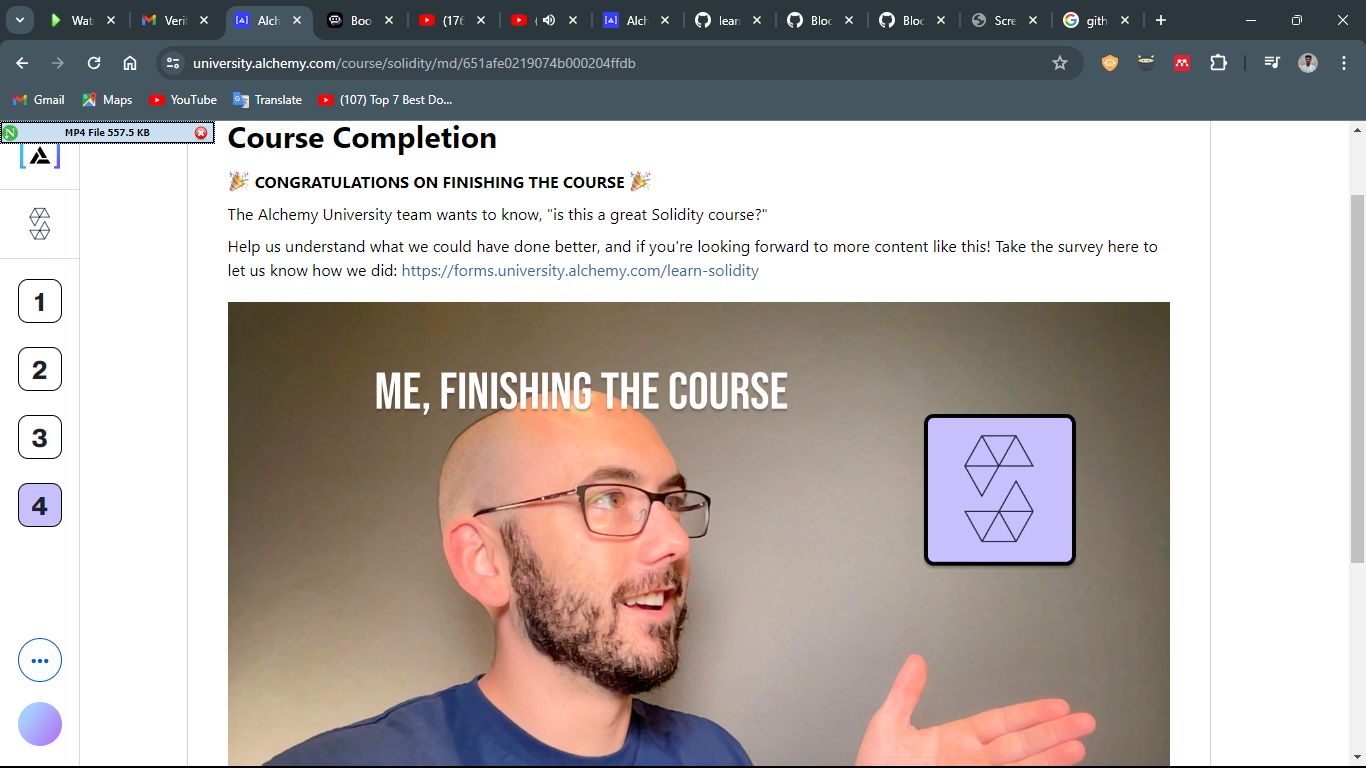 Wat
Veri
Alch
Boo
(176
(
Alch
learn
Bloc
Bloc
Scre
gith
university.alchemy.com/course/solidity/md/651afe0219074b000204ffdb
Gmail
Maps
YouTube
Translate
(107) Top 7 Best Do...
MP4 File 557.5 KB
Course Completion
🎉 CONGRATULATIONS ON FINISHING THE COURSE 🎉
The Alchemy University team wants to know, "is this a great Solidity course?"
Help us understand what we could have done better, and if you're looking forward to more content like this! Take the survey here to
let us know how we did: https://forms.university.alchemy.com/learn-solidity
1
2
3
4
ME, FINISHING THE COURSE